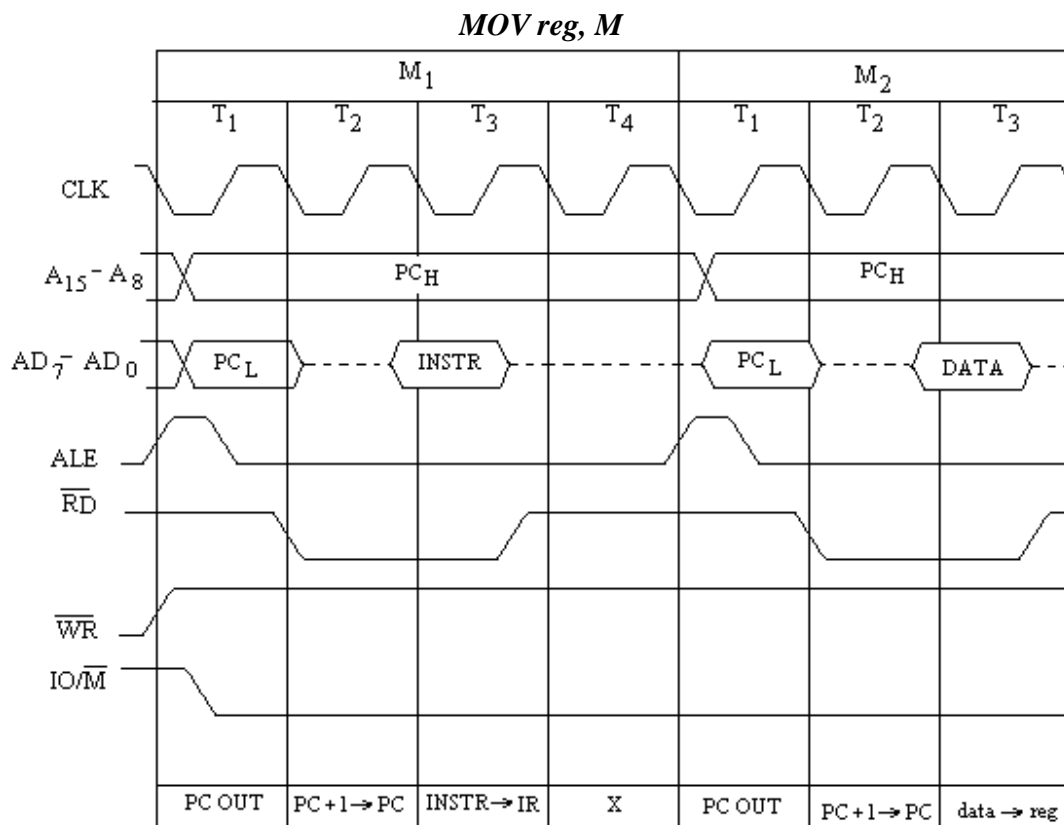 MOV reg, M
M1 M2
T1 T2 T3 T4 T1 T2 T3
CLK
A15 - A8 PCH PCH
AD7 - AD0 PCL INSTR PCL DATA
ALE
R̅D̅
W̅R̅
IO/M̅
PC OUT PC+1→PC INSTR→IR X PC OUT PC+1→PC data→reg